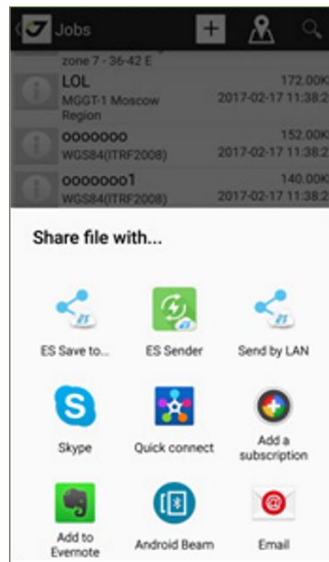 Jobs
zone 7 - 36-42 E
LOL
172.00K
MGGT-1 Moscow
2017-02-17 11:38:2
Region
ooooooo
152.00K
WGS84(ITRF2008)
2017-02-17 11:38:2
ooooooo1
140.00K
WGS84(ITRF2008)
2017-02-17 11:38:2
Share file with...
ES Save to...
ES Sender
Send by LAN
Skype
Quick connect
Add a
subscription
Add to
Evernote
Android Beam
Email